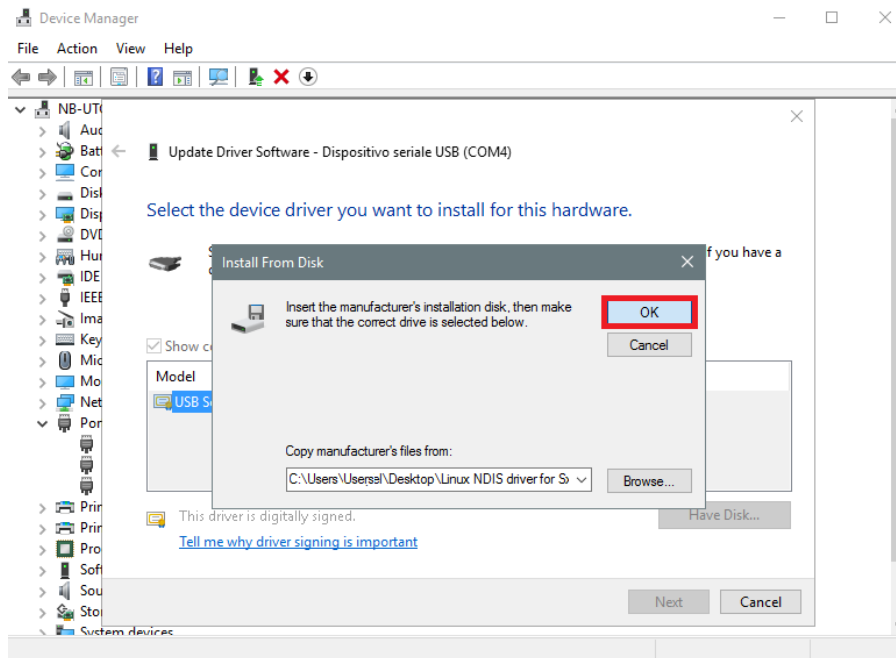 Device Manager
File Action View Help
NB-UT
Aud
Batt
Cor
Disk
Disp
DVD
Hur
IDE
IEEE
Ima
Key
Mic
Mo
Net
Por
Prin
Prin
Pro
Soft
Sou
Stor
System devices
Update Driver Software - Dispositivo seriale USB (COM4)
Select the device driver you want to install for this hardware.
f you have a
Show c
Model
USB S
This driver is digitally signed.
Have Disk...
Tell me why driver signing is important
Next
Cancel
Install From Disk
Insert the manufacturer's installation disk, then make
sure that the correct drive is selected below.
OK
Cancel
Copy manufacturer's files from:
Browse...
C:\Users\Usersal\Desktop\Linux NDIS driver for